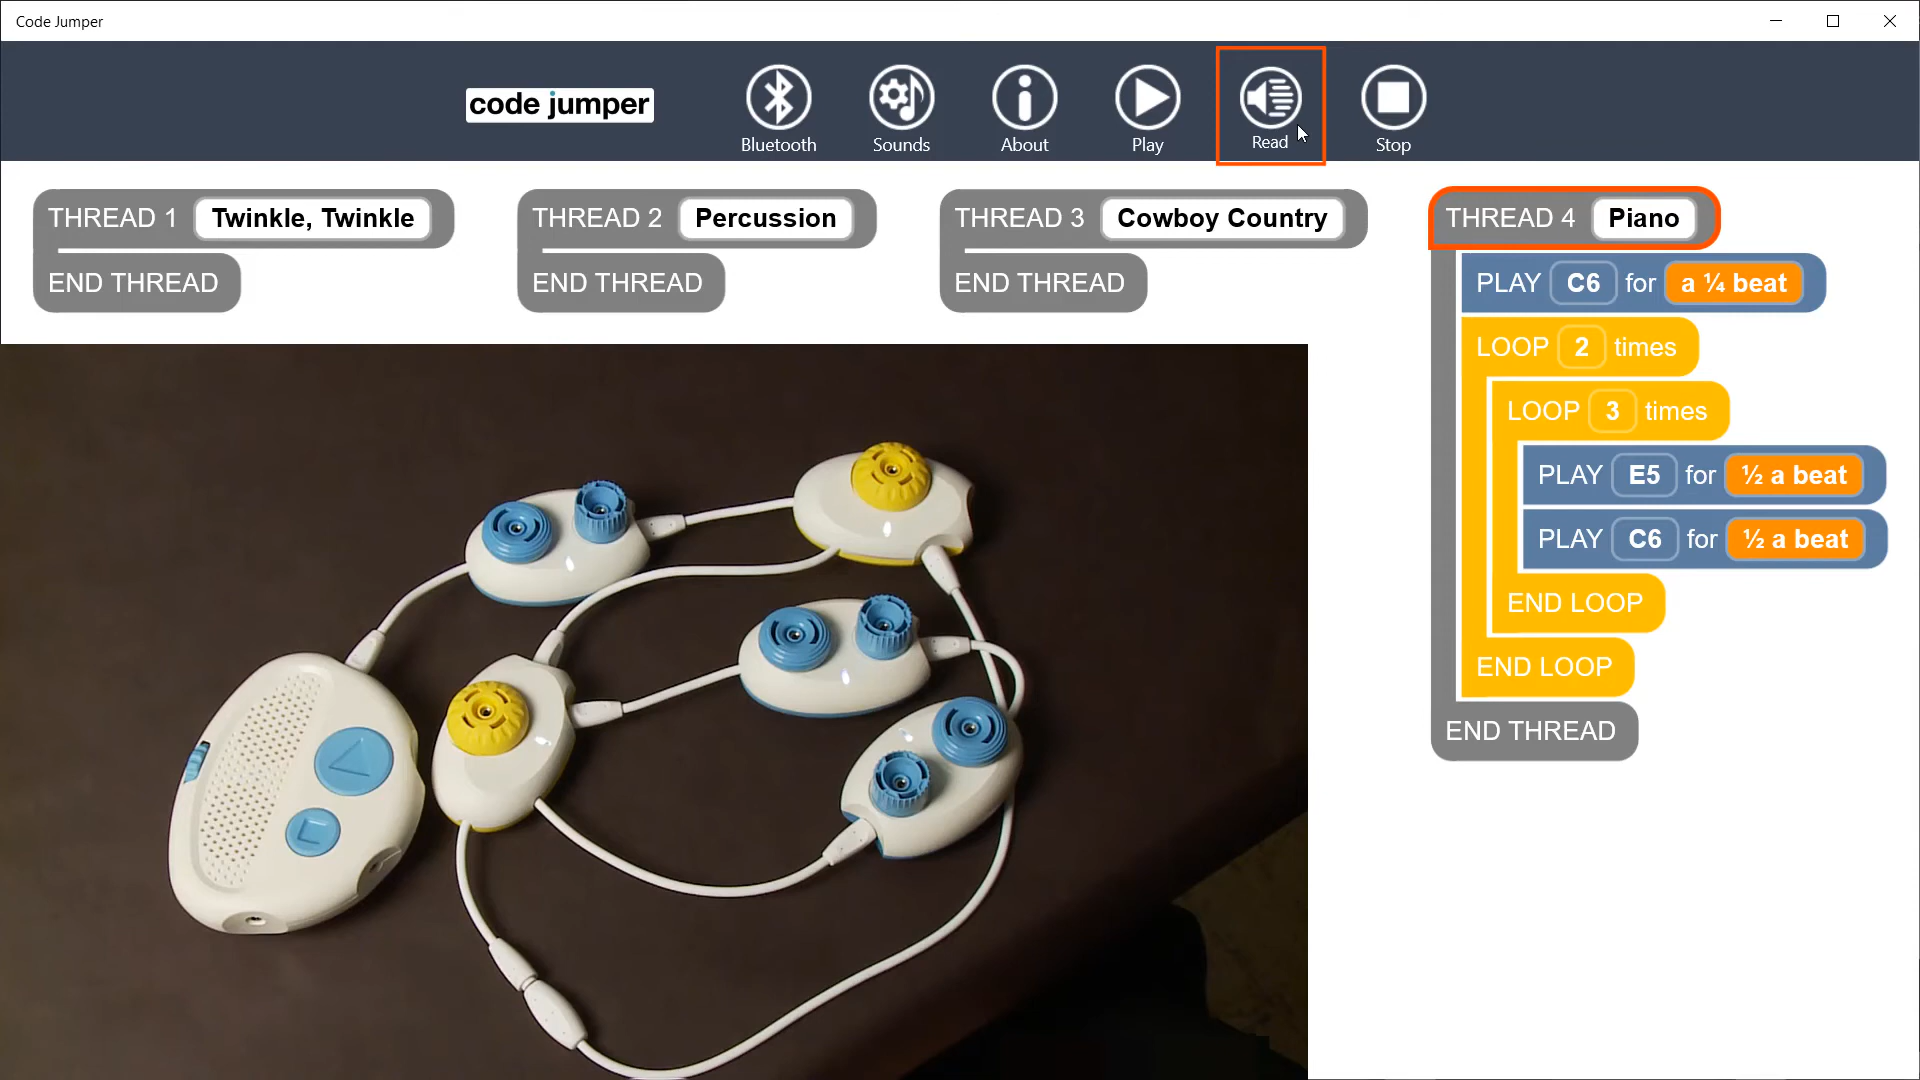 Code Jumper
code jumper
Bluetooth
Sounds
About
Play
Read
Stop
THREAD 1 Twinkle, Twinkle
END THREAD
THREAD 2 Percussion
END THREAD
THREAD 3 Cowboy Country
END THREAD
THREAD 4 Piano
PLAY C6 for a ¼ beat
LOOP 2 times
LOOP 3 times
PLAY E5 for ½ a beat
PLAY C6 for ½ a beat
END LOOP
END LOOP
END THREAD